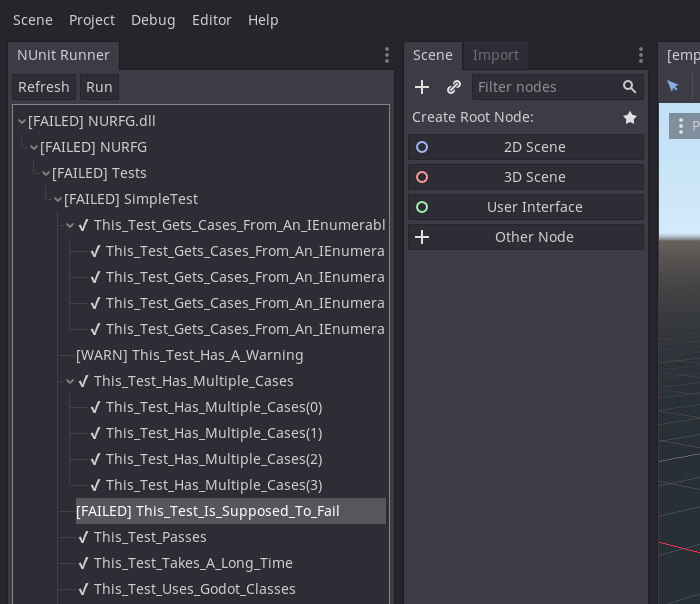 Scene Project Debug Editor Help
NUnit Runner
Refresh Run
[FAILED] NURFG.dll
[FAILED] NURFG
[FAILED] Tests
[FAILED] SimpleTest
✓ This_Test_Gets_Cases_From_An_IEnumerabl
✓ This_Test_Gets_Cases_From_An_IEnumera
✓ This_Test_Gets_Cases_From_An_IEnumera
✓ This_Test_Gets_Cases_From_An_IEnumera
✓ This_Test_Gets_Cases_From_An_IEnumera
[WARN] This_Test_Has_A_Warning
✓ This_Test_Has_Multiple_Cases
✓ This_Test_Has_Multiple_Cases(0)
✓ This_Test_Has_Multiple_Cases(1)
✓ This_Test_Has_Multiple_Cases(2)
✓ This_Test_Has_Multiple_Cases(3)
[FAILED] This_Test_Is_Supposed_To_Fail
✓ This_Test_Passes
✓ This_Test_Takes_A_Long_Time
✓ This_Test_Uses_Godot_Classes
Scene Import
Filter nodes
Create Root Node:
2D Scene
3D Scene
User Interface
Other Node
[emp
P